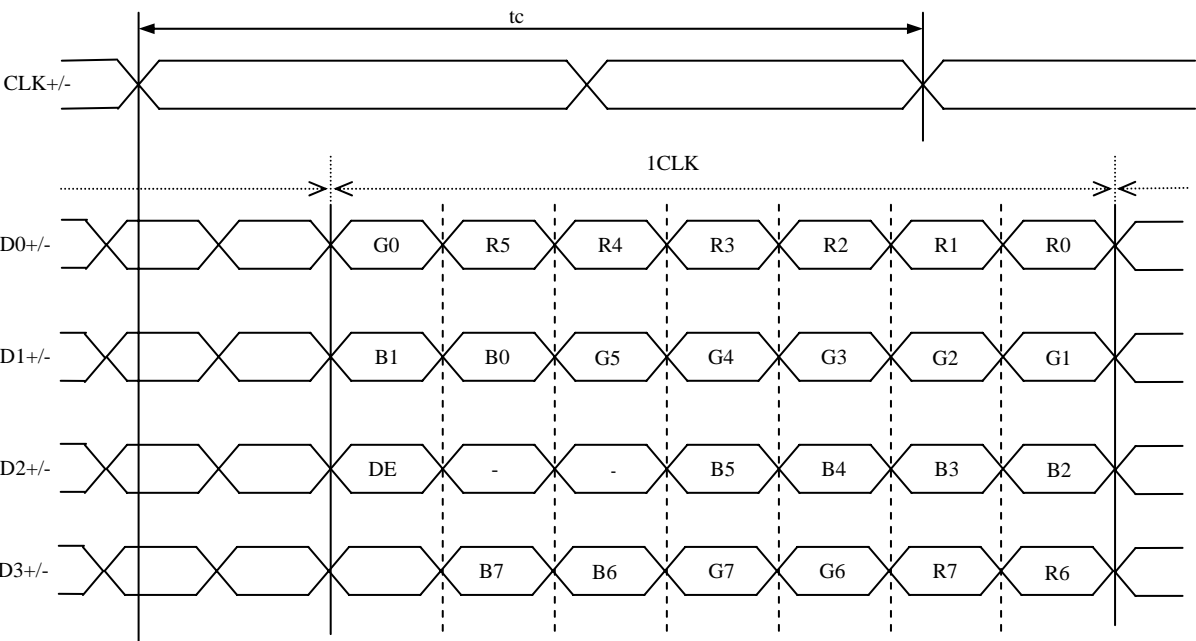 tc
CLK+/-
1CLK
D0+/- G0 R5 R4 R3 R2 R1 R0
D1+/- B1 B0 G5 G4 G3 G2 G1
D2+/- DE - - B5 B4 B3 B2
D3+/- B7 B6 G7 G6 R7 R6